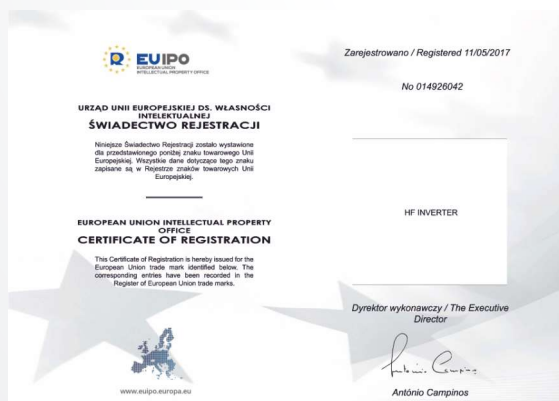 EUIPO
EUROPEAN UNION
INTELLECTUAL PROPERTY OFFICE
URZĄD UNII EUROPEJSKIEJ DS. WŁASNOŚCI
INTELEKTUALNEJ
ŚWIADECTWO REJESTRACJI
Niniejsze Świadectwo Rejestracji zostało wystawione
dla przedstawionego poniżej znaku towarowego Unii
Europejskiej. Wszystkie dane dotyczące tego znaku
zapisane są w Rejestrze znaków towarowych Unii
Europejskiej.
EUROPEAN UNION INTELLECTUAL PROPERTY
OFFICE
CERTIFICATE OF REGISTRATION
This Certificate of Registration is hereby issued for the
European Union trade mark identified below. The
corresponding entries have been recorded in the
Register of European Union trade marks.
www.euipo.europa.eu
Zarejestrowano / Registered 11/05/2017
No 014926042
HF INVERTER
Dyrektor wykonawczy / The Executive
Director
António Campinos
António Campinos